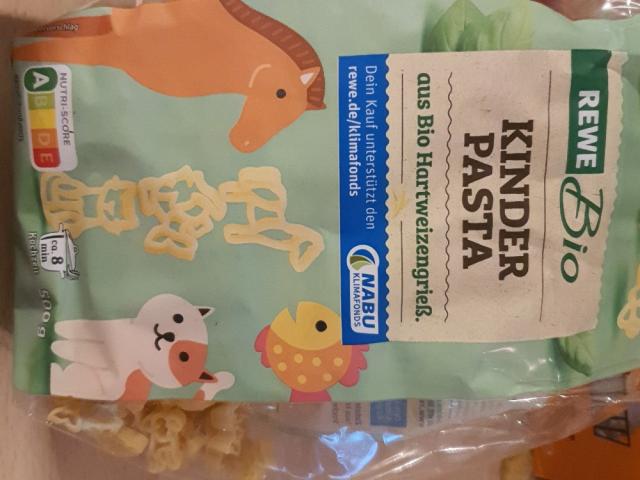 REWE
Bio
KINDER
PASTA
aus Bio Hartweizengrieß.
Dein Kauf unterstützt den
rewe.de/klimafonds
NABU
KLIMAFONDS
NUTRI-SCORE
A B C D E
ca. 8
min
Kochzeit
500 g